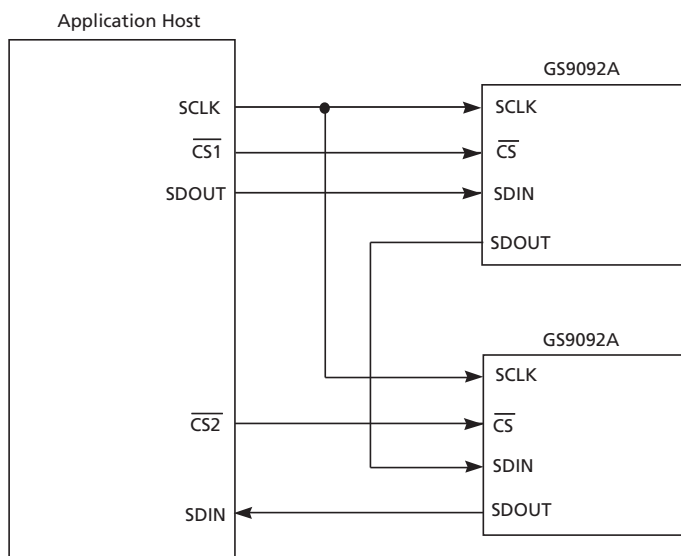 Application Host
SCLK
CS1
SDOUT
CS2
SDIN
GS9092A
SCLK
CS
SDIN
SDOUT
GS9092A
SCLK
CS
SDIN
SDOUT